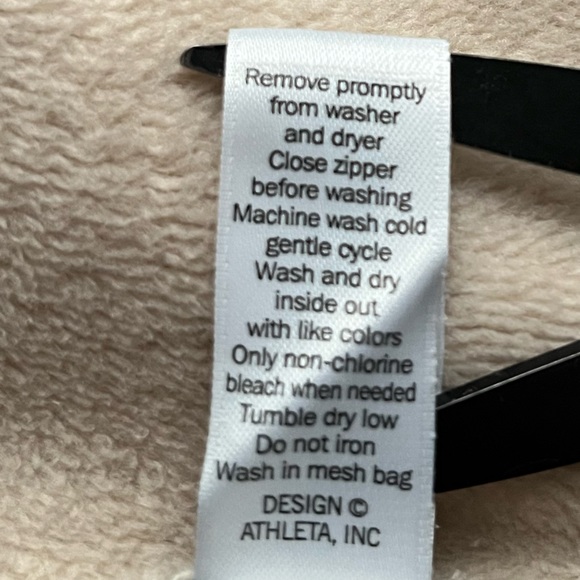 Remove promptly
from washer
and dryer
Close zipper
before washing
Machine wash cold
gentle cycle
Wash and dry
inside out
with like colors
Only non-chlorine
bleach when needed
Tumble dry low
Do not iron
Wash in mesh bag
DESIGN ©
ATHLETA, INC